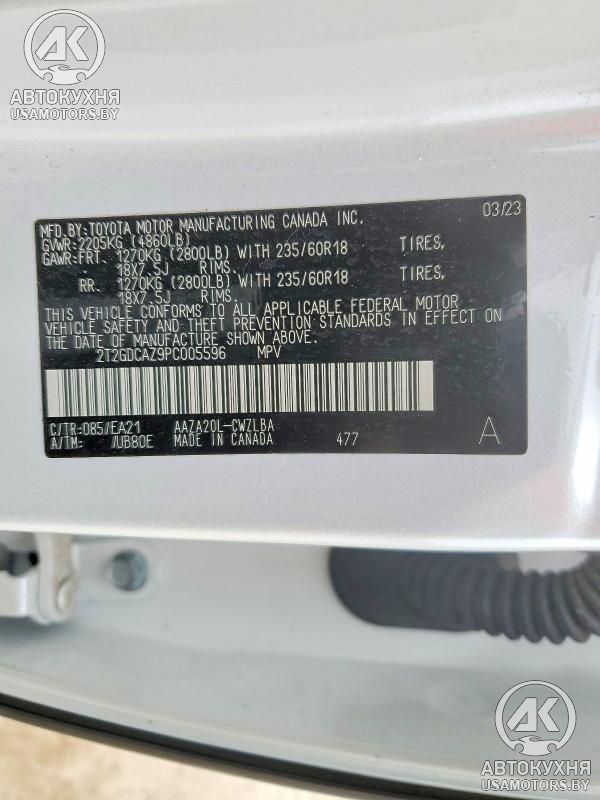 АК
АВТОКУХНЯ
USAMOTORS.BY
MFD.BY:TOYOTA MOTOR MANUFACTURING CANADA INC. 03/23
GVWR:2205KG (4860LB)
GAWR:FRT. 1270KG (2800LB) WITH 235/60R18 TIRES,
18X7.5J RIMS,
RR. 1270KG (2800LB) WITH 235/60R18 TIRES,
18X7.5J RIMS.
THIS VEHICLE CONFORMS TO ALL APPLICABLE FEDERAL MOTOR
VEHICLE SAFETY AND THEFT PREVENTION STANDARDS IN EFFECT ON
THE DATE OF MANUFACTURE SHOWN ABOVE.
2T2GDCAZ9PC005596 MPV
C/TR:085/EA21 AAZA20L-CWZLBA
A/TM: /UB80E MADE IN CANADA 477 A
АК
АВТОКУХНЯ
USAMOTORS.BY